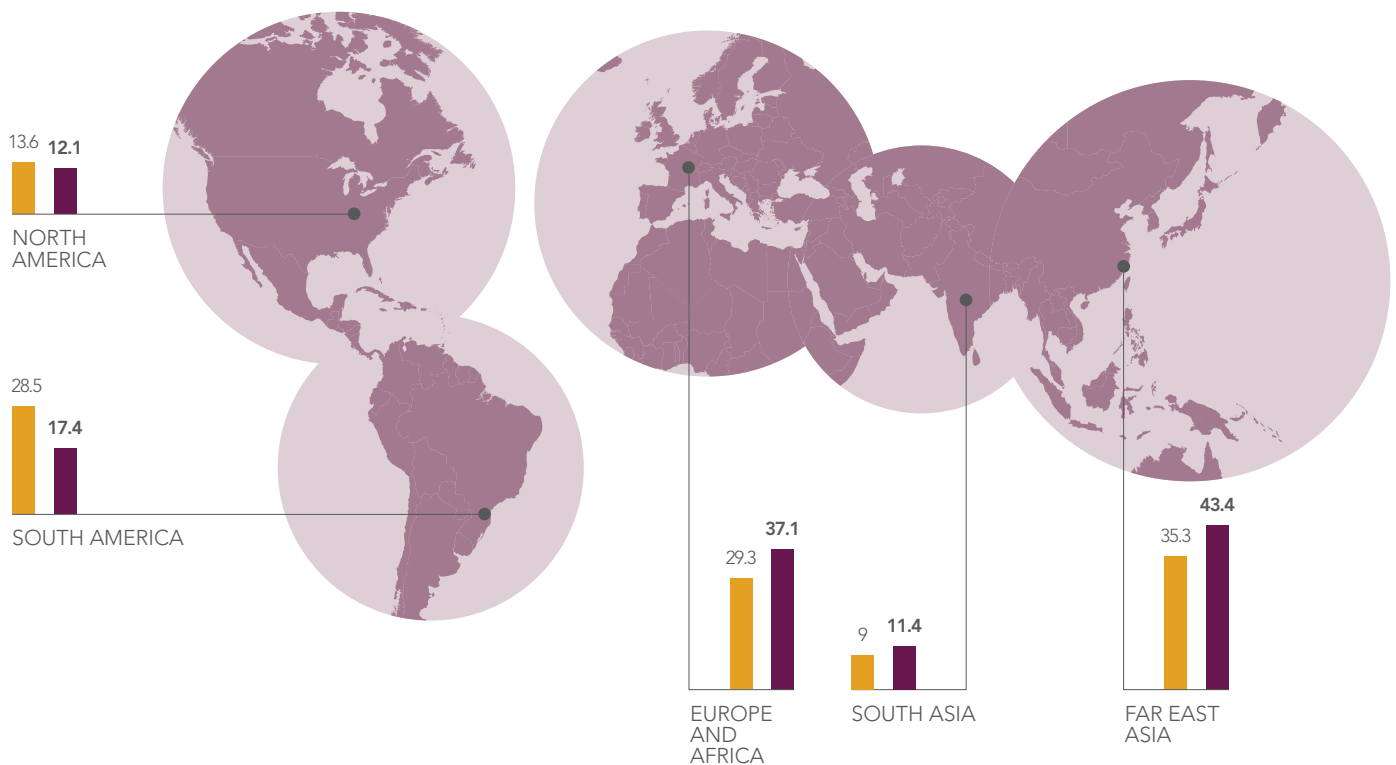 13.6 12.1
NORTH
AMERICA
28.5
17.4
SOUTH AMERICA
29.3 37.1
EUROPE
AND
AFRICA
9 11.4
SOUTH ASIA
35.3 43.4
FAR EAST
ASIA